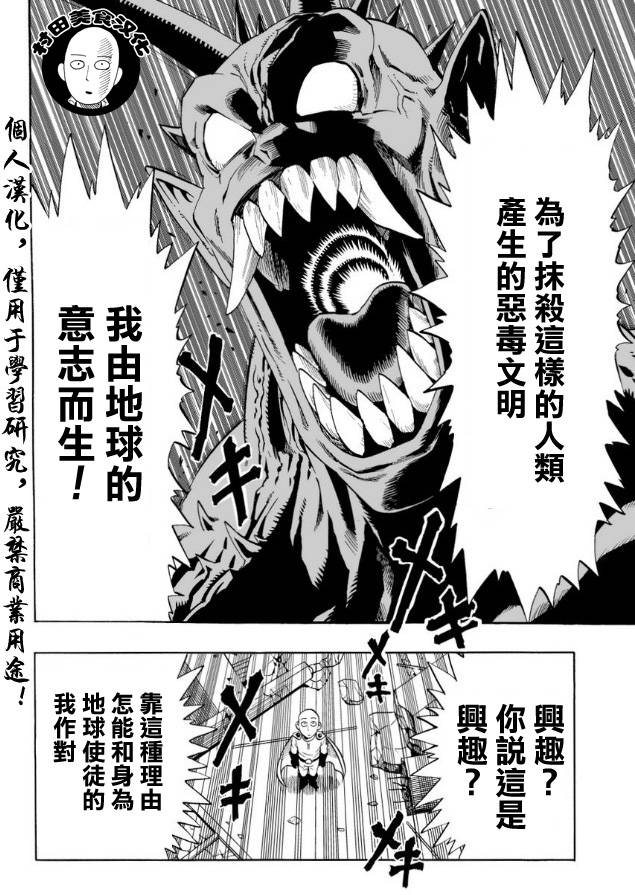 村田美食汉化
個人漢化，僅用于學習研究，嚴禁商業用途！
為了抹殺這樣的人類
產生的惡毒文明
我由地球的
意志而生！
メキ
メキ
興趣？
你說這是
興趣？
メキ
メキ
メキ
靠這種理由
怎能和身為
地球使徒的
我作對